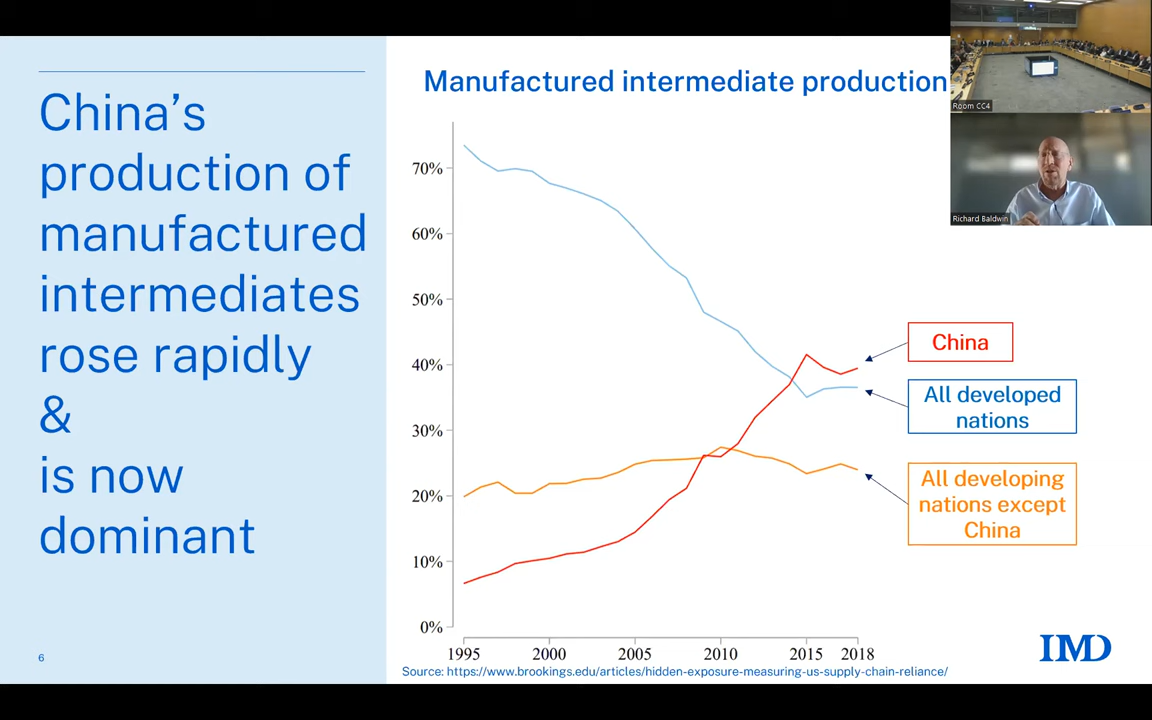 China's
production of
manufactured
intermediates
rose rapidly
&
is now
dominant
6
Manufactured intermediate production
70%
60%
50%
40%
30%
20%
10%
0%
1995 2000 2005 2010 2015 2018
China
All developed
nations
All developing
nations except
China
Source: https://www.brookings.edu/articles/hidden-exposure-measuring-us-supply-chain-reliance/
IMD
Room CC4
Richard Baldwin